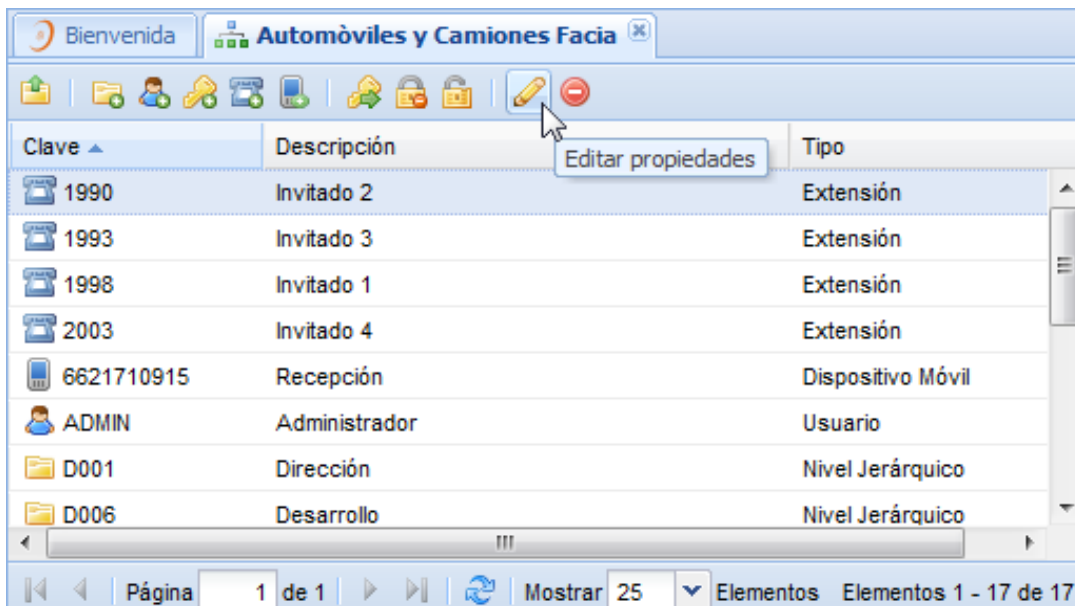 Bienvenida Automòviles y Camiones Facia
Clave Descripción Tipo
Editar propiedades
1990 Invitado 2 Extensión
1993 Invitado 3 Extensión
1998 Invitado 1 Extensión
2003 Invitado 4 Extensión
6621710915 Recepción Dispositivo Móvil
ADMIN Administrador Usuario
D001 Dirección Nivel Jerárquico
D006 Desarrollo Nivel Jerárquico
Página 1 de 1 Mostrar 25 Elementos Elementos 1 - 17 de 17